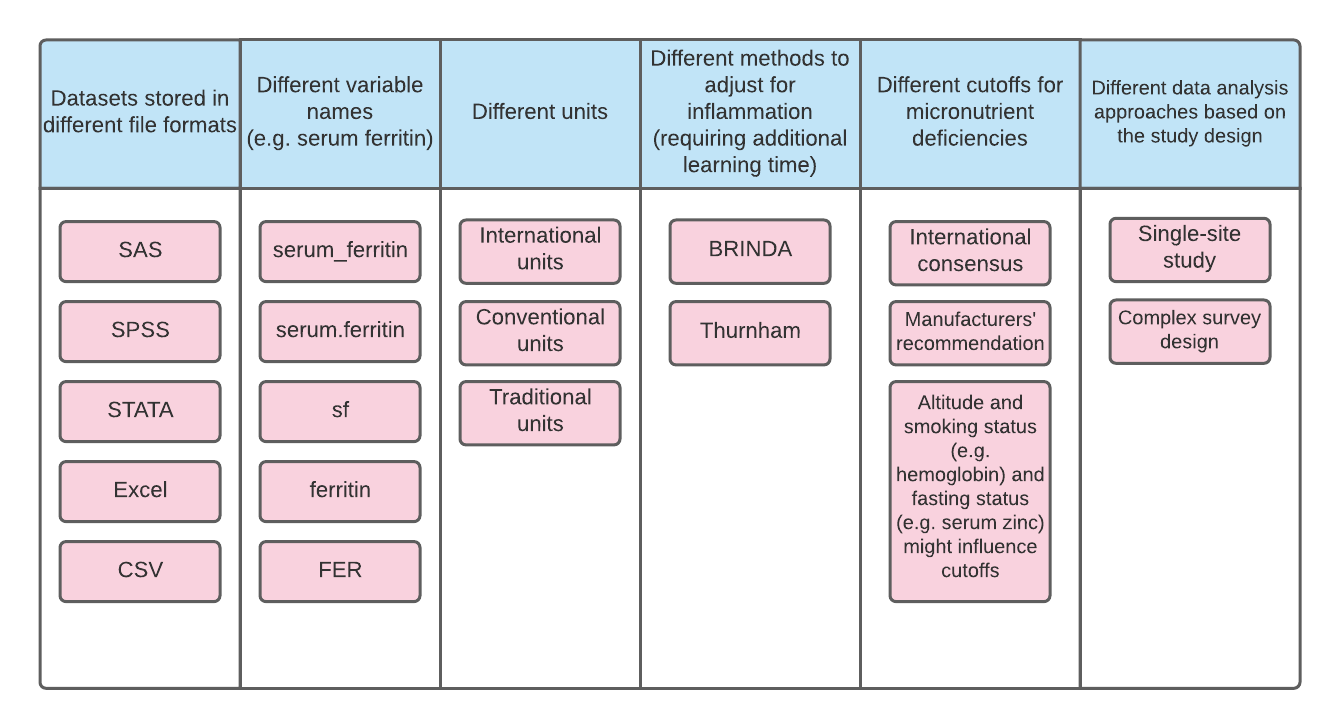 Datasets stored in
different file formats
Different variable
names
(e.g. serum ferritin)
Different units
Different methods to
adjust for
inflammation
(requiring additional
learning time)
Different cutoffs for
micronutrient
deficiencies
Different data analysis
approaches based on
the study design
SAS
SPSS
STATA
Excel
CSV
serum_ferritin
serum.ferritin
sf
ferritin
FER
International
units
Conventional
units
Traditional
units
BRINDA
Thurnham
International
consensus
Manufacturers'
recommendation
Altitude and
smoking status
(e.g.
hemoglobin) and
fasting status
(e.g. serum zinc)
might influence
cutoffs
Single-site
study
Complex survey
design